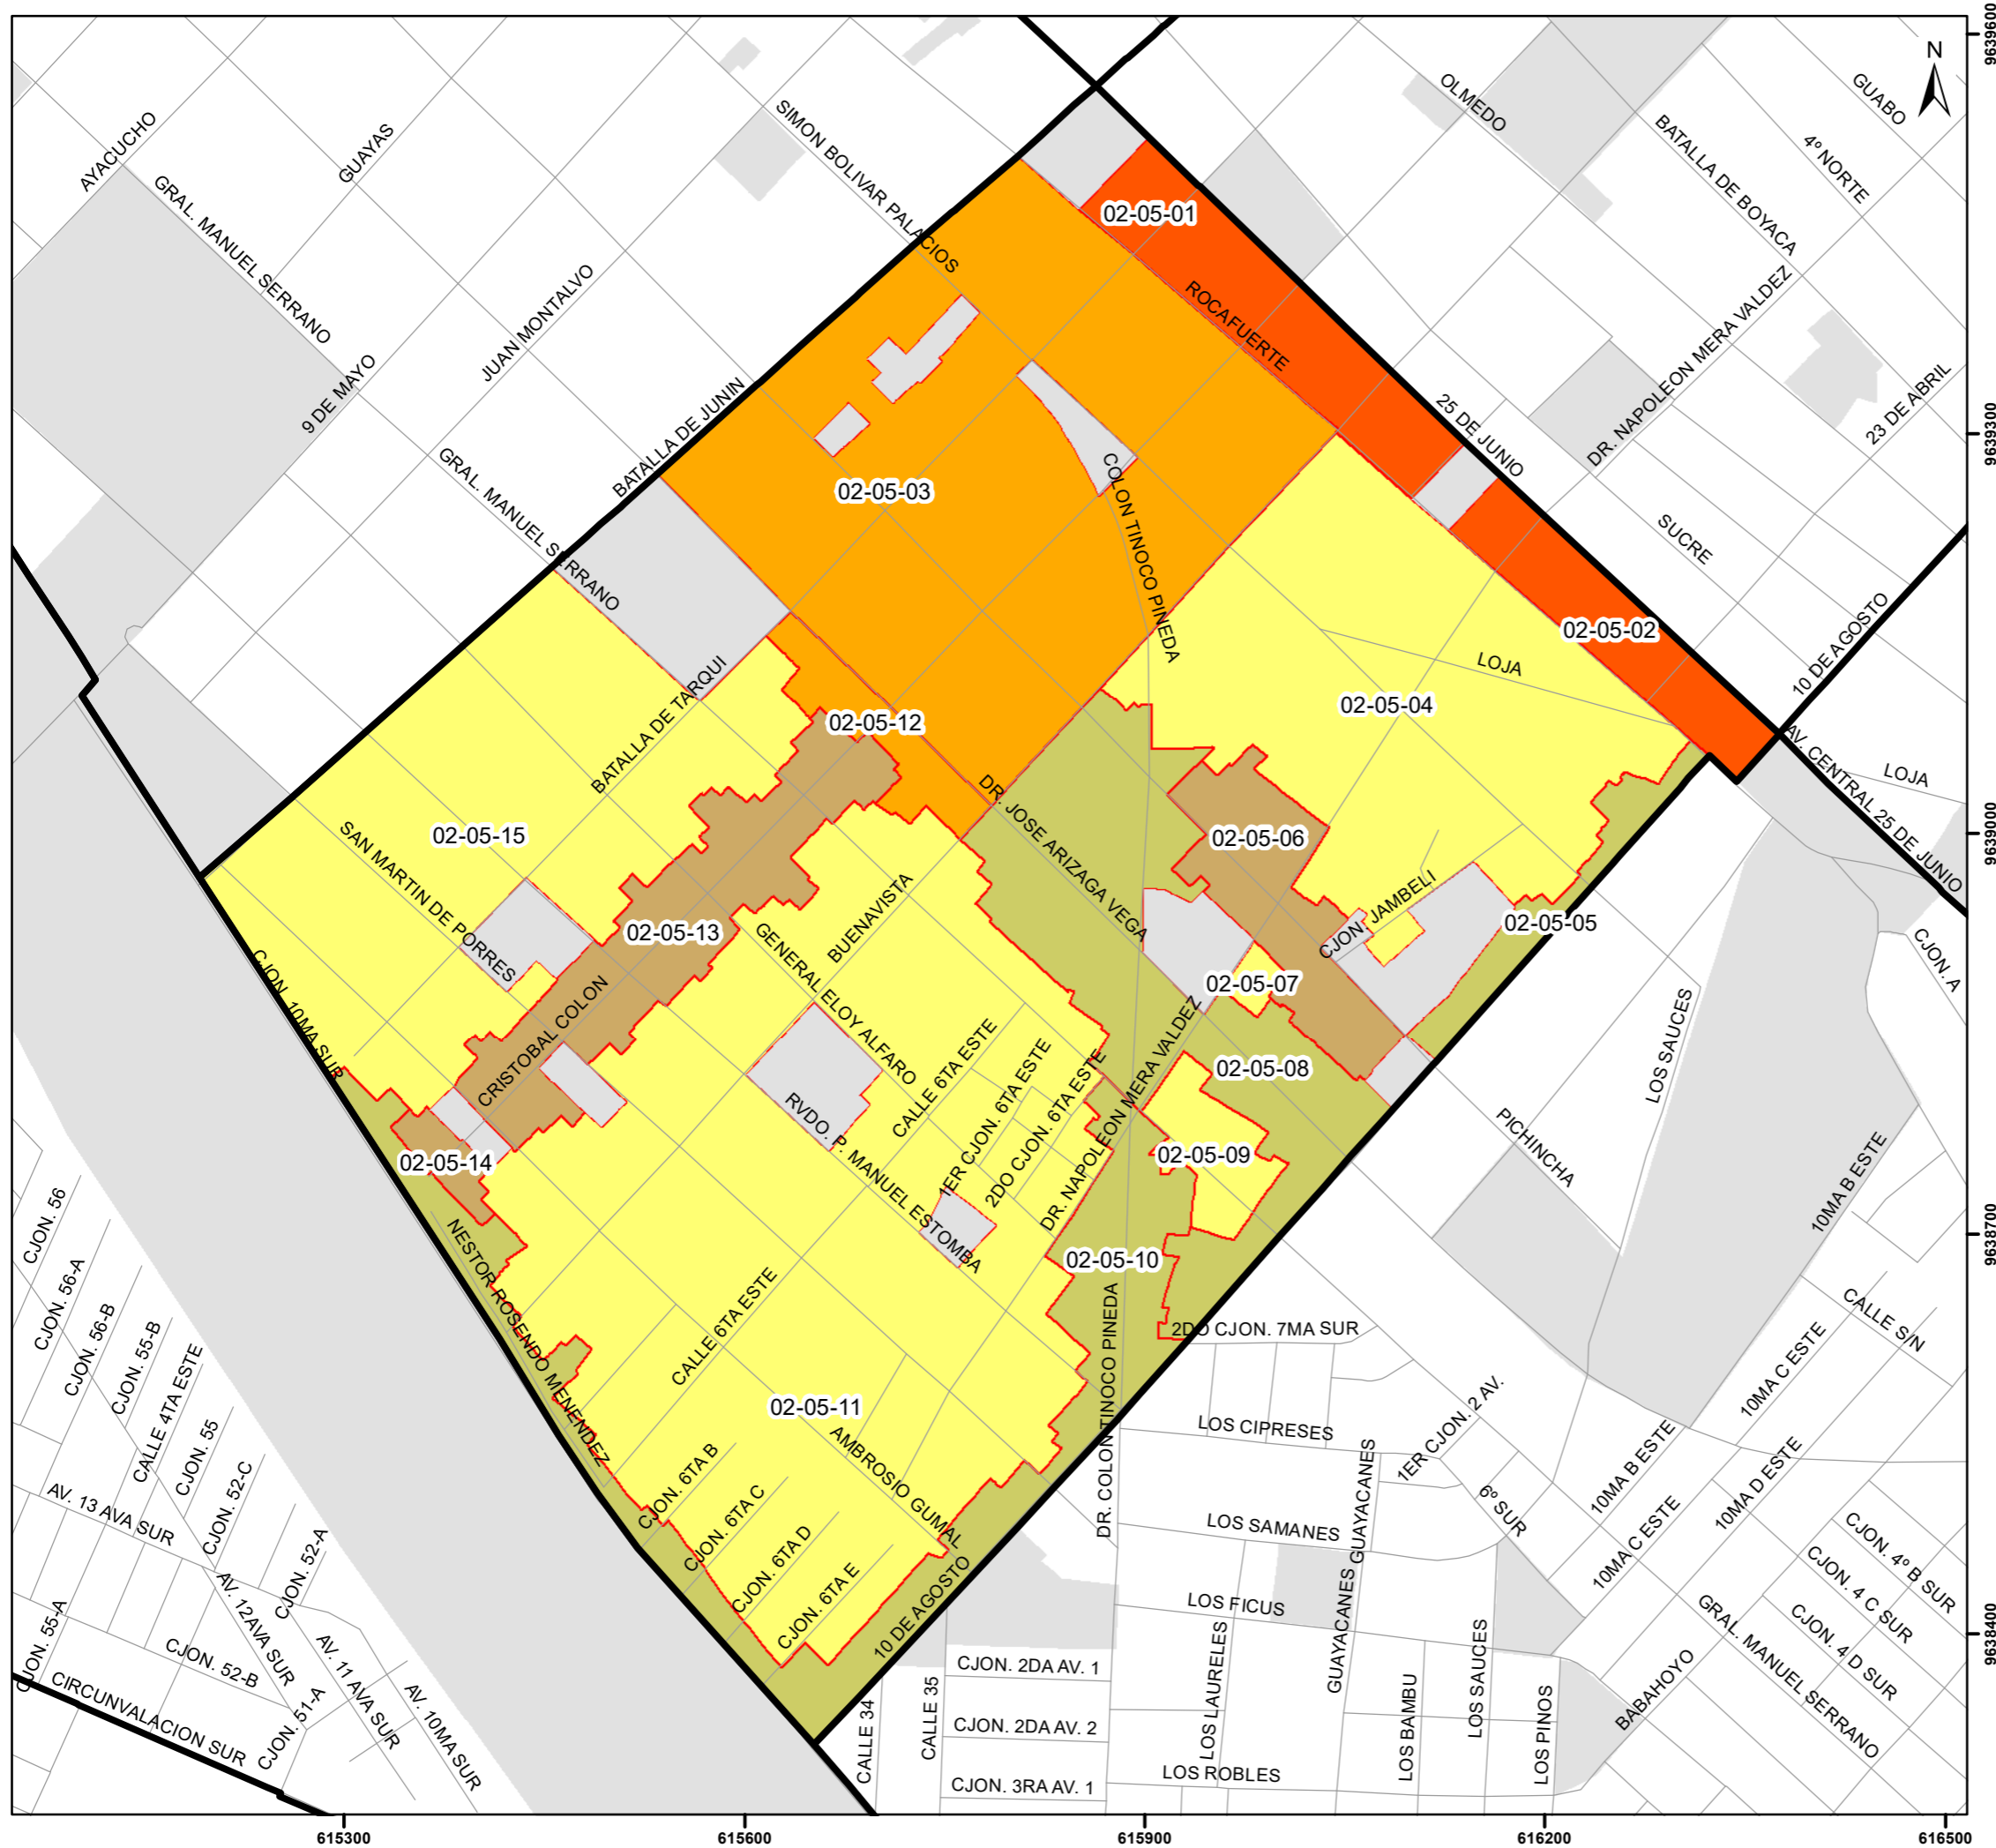 9639600
N
GUABO
OLMEDO
AYACUCHO
GUAYAS
SIMON BOLIVAR PALACIOS
BATALLA DE BOYACA
4º NORTE
GRAL. MANUEL SERRANO
02-05-01
JUAN MONTALVO
ROCAFUERTE
DR. NAPOLEON MERA VALDEZ
9 DE MAYO
BATALLA DE JUNIN
25 DE JUNIO
23 DE ABRIL
9639300
GRAL. MANUEL SERRANO
02-05-03
COLON TINOCO PINEDA
SUCRE
02-05-02
10 DE AGOSTO
LOJA
BATALLA DE TARQUI
02-05-04
02-05-12
AV. CENTRAL 25 DE JUNIO
LOJA
DR. JOSE ARIZAGA VEGA
02-05-15
02-05-06
9639000
SAN MARTIN DE PORRES
CJON. JAMBELI
BUENAVISTA
02-05-13
02-05-05
GENERAL ELOY ALFARO
CJON. A
CJON. 10MA SUR
02-05-07
LOS SAUCES
CRISTOBAL COLON
CALLE 6TA ESTE
1ER CJON. 6TA ESTE
2DO CJON. 6TA ESTE
DR. NAPOLEON MERA VALDEZ
02-05-08
RVDO. P. MANUEL ESTOMBA
PICHINCHA
02-05-14
02-05-09
10MA B ESTE
CJON. 56
CJON. 56-A
CJON. 56-B
CJON. 55-B
CALLE 4TA ESTE
CJON. 55
CJON. 52-C
CJON. 52-A
NESTOR ROSENDO MENENDEZ
02-05-10
9638700
CALLE 6TA ESTE
DR. COLON TINOCO PINEDA
2DO CJON. 7MA SUR
CALLE S/N
10MA C ESTE
02-05-11
LOS CIPRESES
1ER CJON. 2 AV.
AMBROSIO GUMAL
CJON. 6TA B
CJON. 6TA C
CJON. 6TA D
CJON. 6TA E
10MA B ESTE
10MA D ESTE
10MA C ESTE
6º SUR
AV. 13 AVA SUR
LOS SAMANES
GUAYACANES
GUAYACANES
CJON. 4º B SUR
CJON. 4 C SUR
CJON. 4 D SUR
GRAL. MANUEL SERRANO
10 DE AGOSTO
LOS FICUS
9638400
CJON. 55-A
CJON. 52-B
AV. 12AVA SUR
AV. 11 AVA SUR
AV. 10MA SUR
CJON. 51-A
CIRCUNVALACION SUR
CALLE 34
CALLE 35
CJON. 2DA AV. 1
CJON. 2DA AV. 2
CJON. 3RA AV. 1
LOS LAURELES
LOS BAMBU
LOS SAUCES
LOS PINOS
BABAHOYO
LOS ROBLES
615300
615600
615900
616200
616500